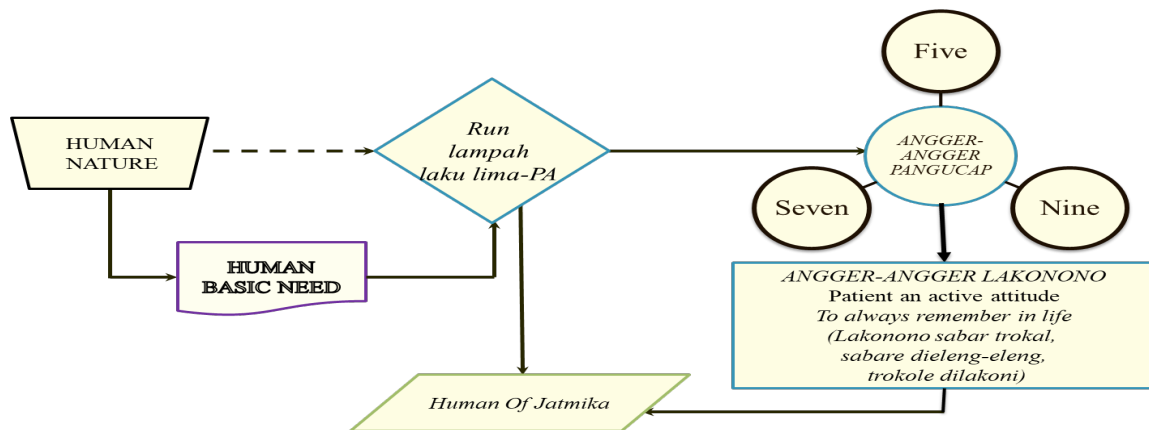 Five
HUMAN
NATURE
Run
lampah
laku lima-PA
ANGGER-
ANGGER
PANGUCAP
Seven
Nine
HUMAN
BASIC NEED
ANGGER-ANGGER LAKONONO
Patient an active attitude
To always remember in life
(Lakonono sabar trokal,
sabare dieleng-eleng,
trokole dilakoni)
Human Of Jatmika